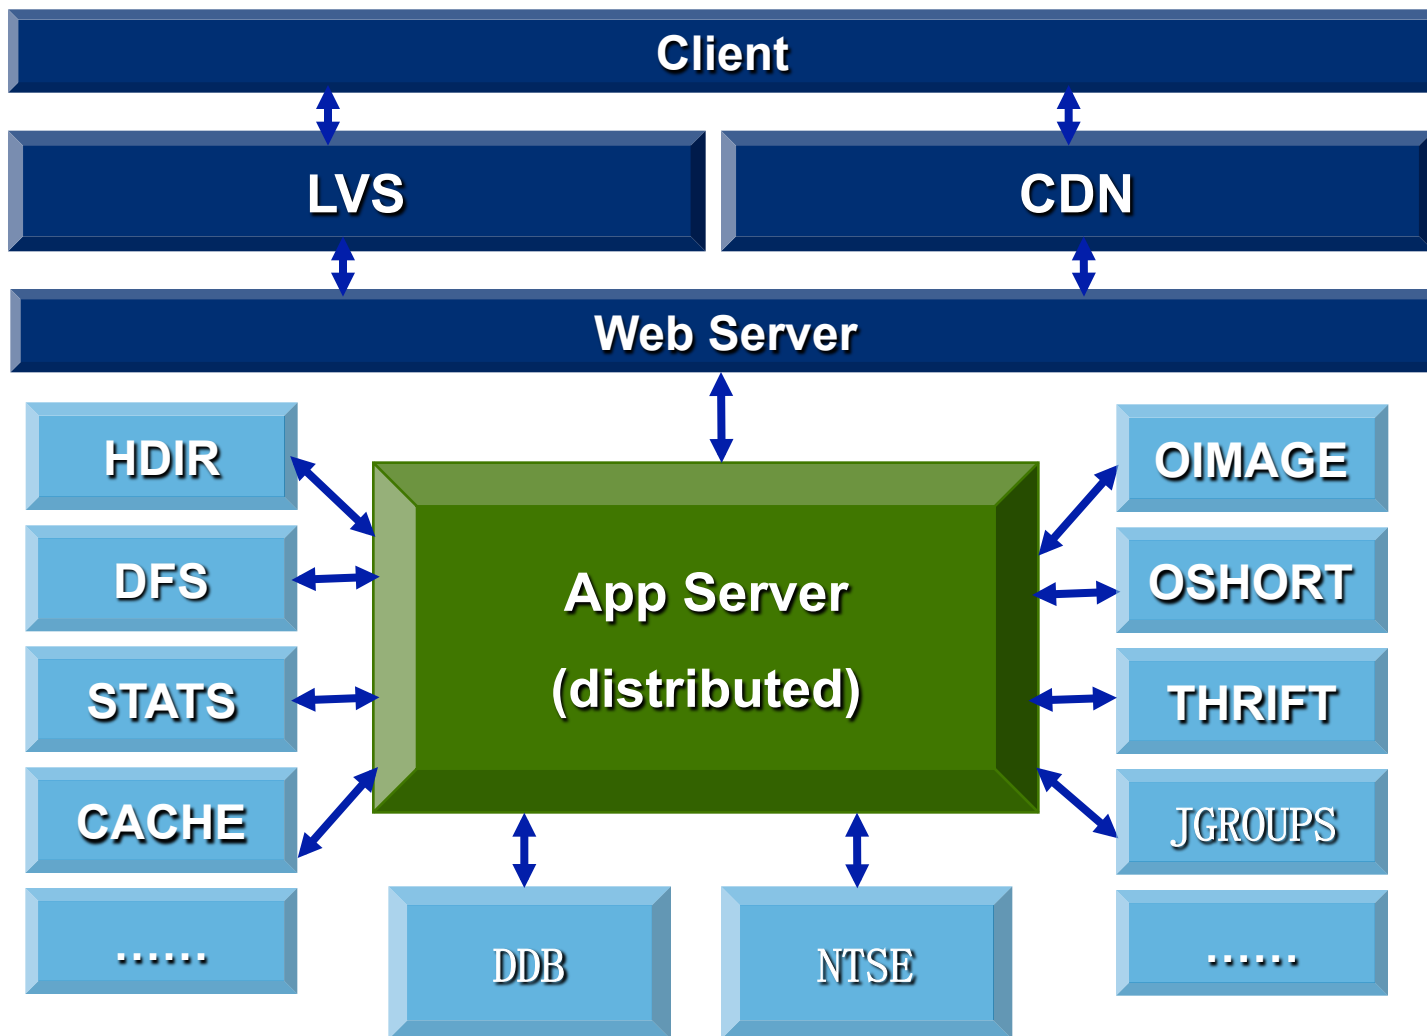 Client
LVS
CDN
Web Server
HDIR
DFS
STATS
CACHE
......
App Server
(distributed)
OIMAGE
OSHORT
THRIFT
JGROUPS
......
DDB
NTSE